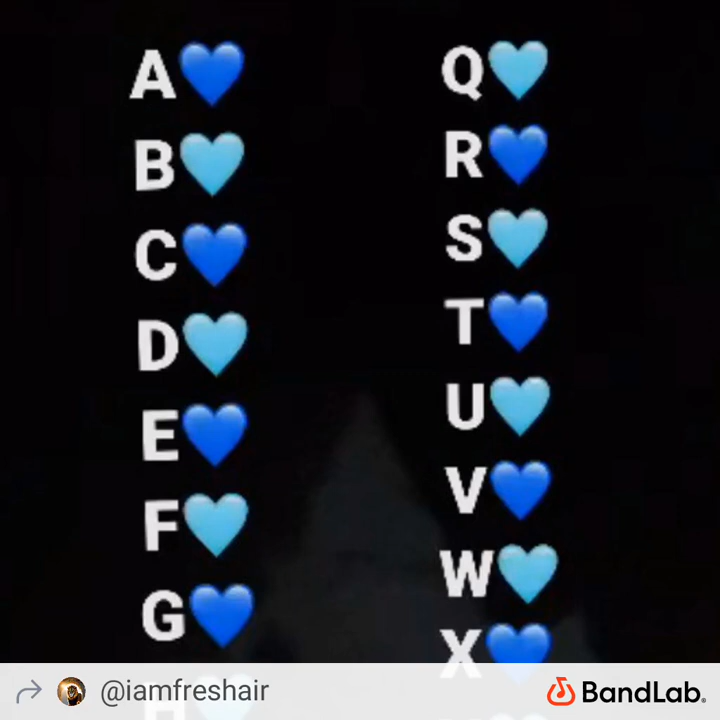 A💙
B🩵
C💙
D🩵
E💙
F🩵
G💙
H🩵
Q🩵
R💙
S🩵
T💙
U🩵
V💙
W🩵
X💙
@iamfreshair
BandLab®